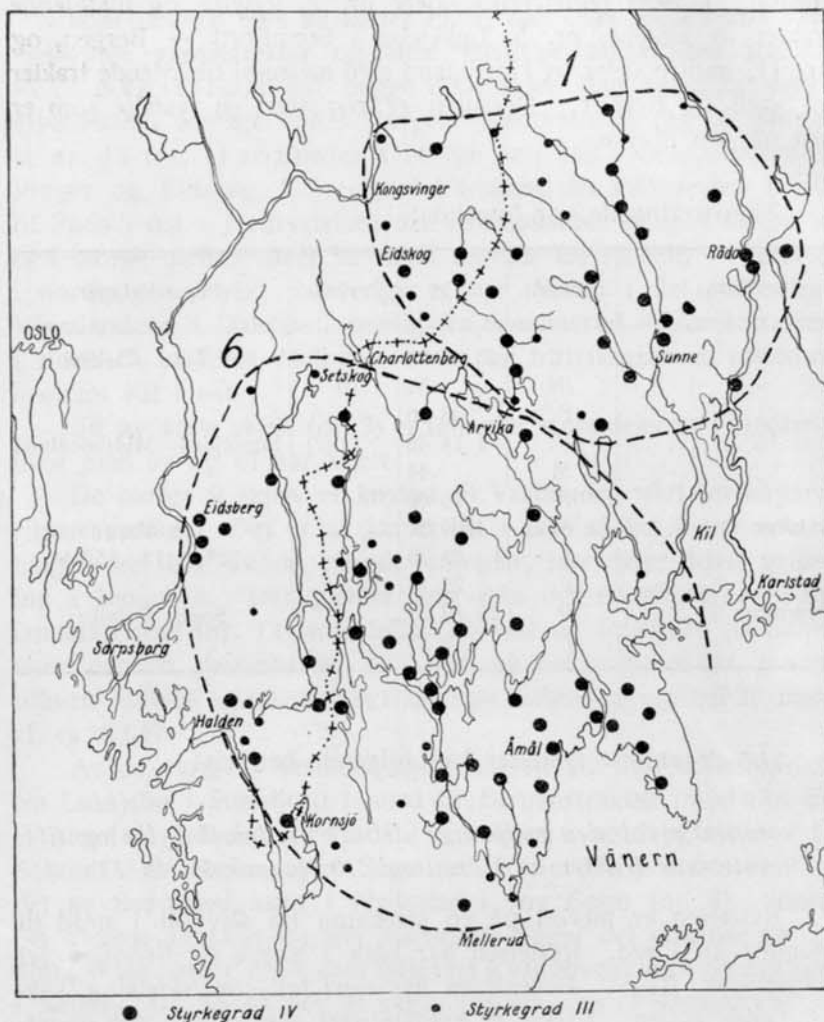 1
Kongsvinger
Eidskog
Råda
OSLO
6
Charlottenberg
Sunne
Setskog
Arvika
Eidsberg
Kil
Karlstad
Sarpsborg
Halden
Åmål
Kornsjö
Vänern
Mellerud
Styrkegrad IV
Styrkegrad III